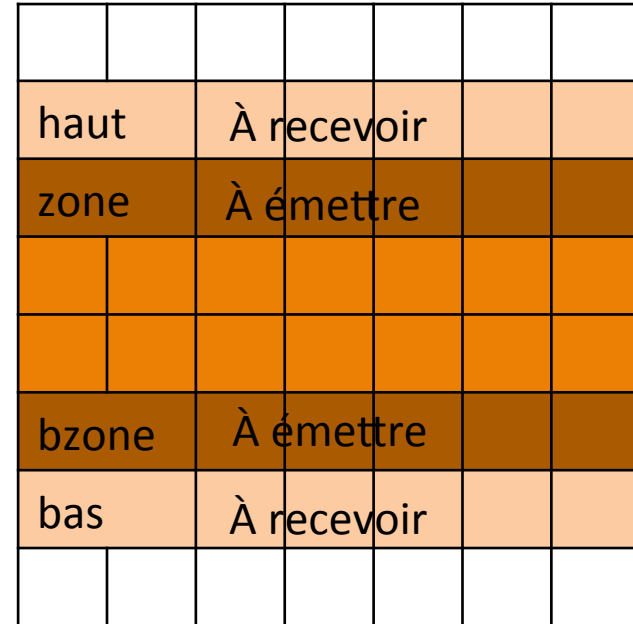 haut À recevoir
zone À émettre
bzone À émettre
bas À recevoir